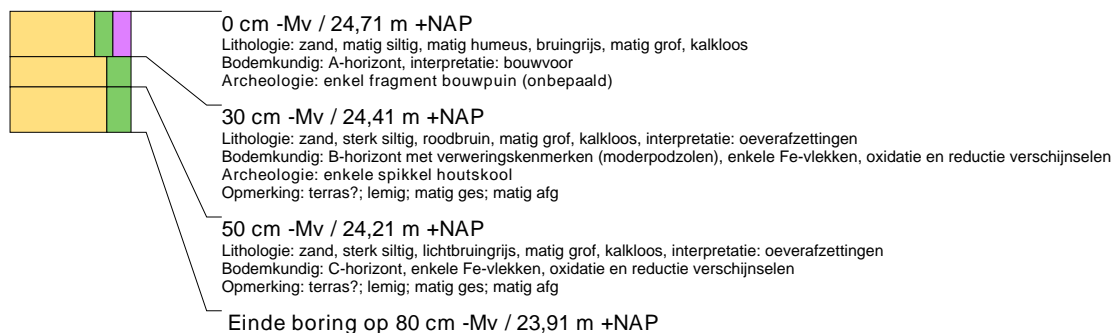 0 cm -Mv / 24,71 m +NAP
Lithologie: zand, matig siltig, matig humeus, bruingrijs, matig grof, kalkloos
Bodemkundig: A-horizont, interpretatie: bouwvoor
Archeologie: enkel fragment bouwpuin (onbepaald)
30 cm -Mv / 24,41 m +NAP
Lithologie: zand, sterk siltig, roodbruin, matig grof, kalkloos, interpretatie: oeverafzettingen
Bodemkundig: B-horizont met verweringskenmerken (moderpodzolen), enkele Fe-vlekken, oxidatie en reductie verschijnselen
Archeologie: enkele spikkel houtskool
Opmerking: terras?; lemig; matig ges; matig afg
50 cm -Mv / 24,21 m +NAP
Lithologie: zand, sterk siltig, lichtbruingrijs, matig grof, kalkloos, interpretatie: oeverafzettingen
Bodemkundig: C-horizont, enkele Fe-vlekken, oxidatie en reductie verschijnselen
Opmerking: terras?; lemig; matig ges; matig afg
Einde boring op 80 cm -Mv / 23,91 m +NAP